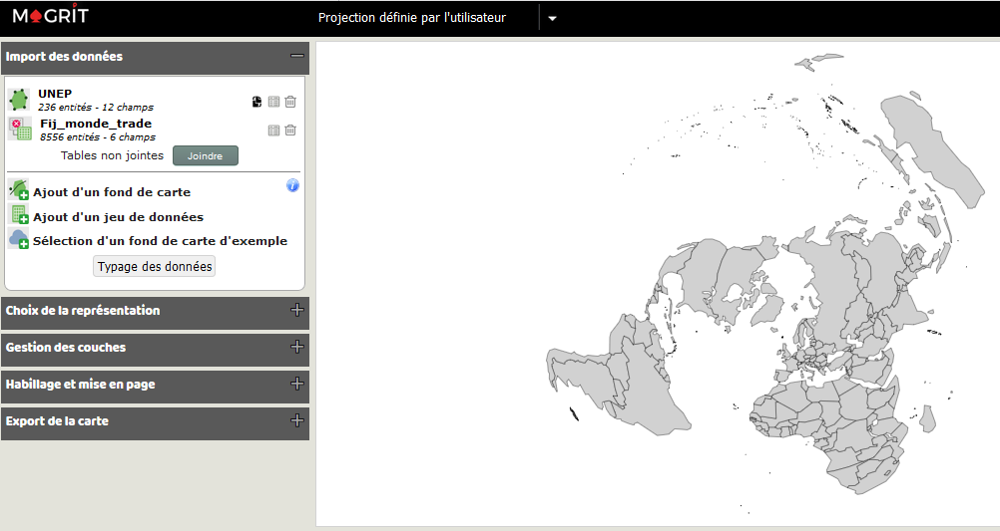 MAGRIT
Projection définie par l'utilisateur
Import des données
UNEP
236 entités - 12 champs
Fij_monde_trade
8556 entités - 6 champs
Tables non jointes Joindre
Ajout d'un fond de carte
Ajout d'un jeu de données
Sélection d'un fond de carte d'exemple
Typage des données
Choix de la représentation
Gestion des couches
Habillage et mise en page
Export de la carte